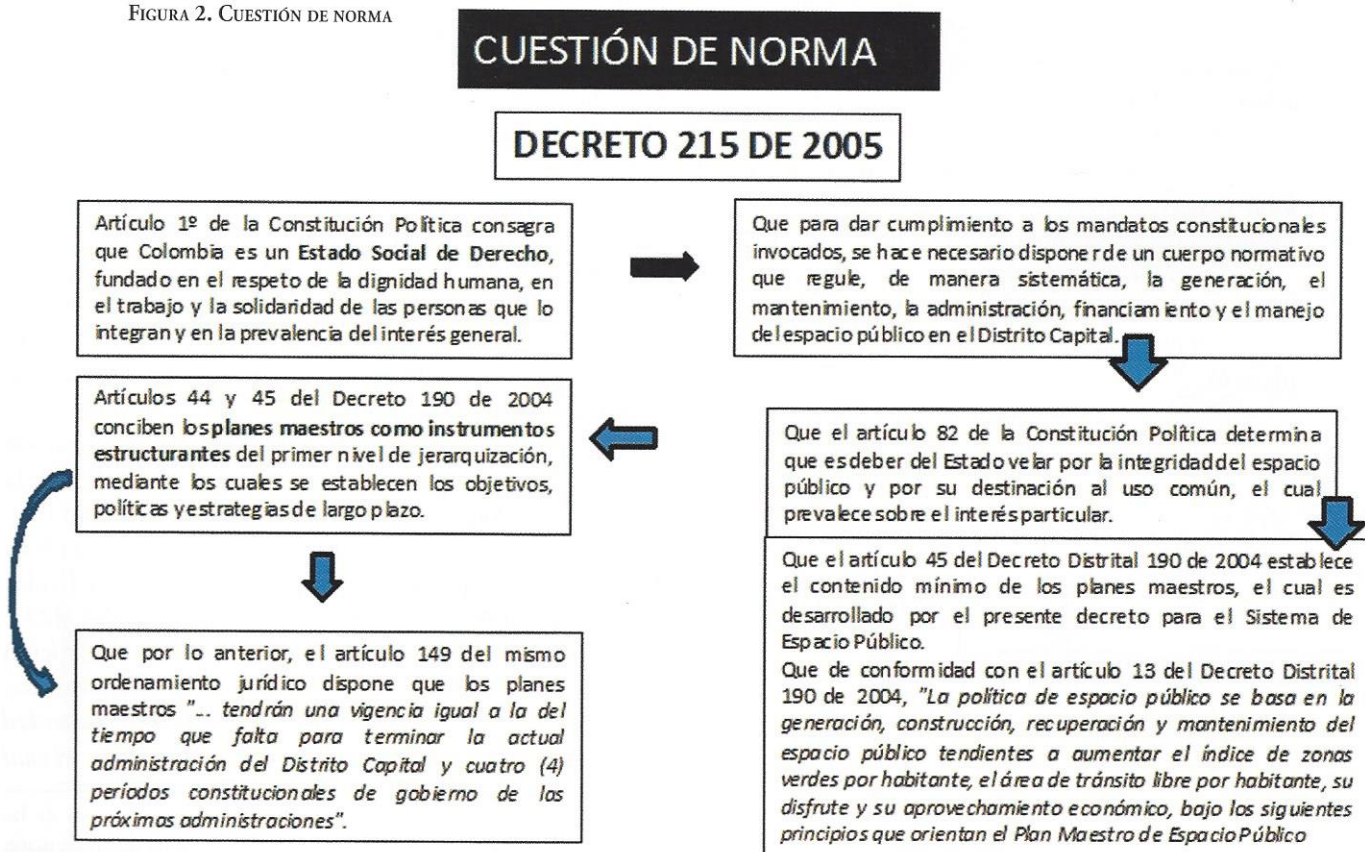 FIGURA 2. CUESTIÓN DE NORMA
CUESTIÓN DE NORMA
DECRETO 215 DE 2005
Artículo 1º de la Constitución Política consagra
que Colombia es un Estado Social de Derecho,
fundado en el respeto de la dignidad humana, en
el trabajo y la solidaridad de las personas que lo
integran y en la prevalencia del interés general.
Que para dar cumplimiento a los mandatos constitucionales
invocados, se hace necesario disponer de un cuerpo normativo
que regule, de manera sistemática, la generación, el
mantenimiento, la administración, financiamiento y el manejo
del espacio público en el Distrito Capital.
Artículos 44 y 45 del Decreto 190 de 2004
conciben los planes maestros como instrumentos
estructurantes del primer nivel de jerarquización,
mediante los cuales se establecen los objetivos,
políticas y estrategias de largo plazo.
Que el artículo 82 de la Constitución Política determina
que es deber del Estado velar por la integridad del espacio
público y por su destinación al uso común, el cual
prevalece sobre el interés particular.
Que el artículo 45 del Decreto Distrital 190 de 2004 establece
el contenido mínimo de los planes maestros, el cual es
desarrollado por el presente decreto para el Sistema de
Espacio Público.
Que de conformidad con el artículo 13 del Decreto Distrital
190 de 2004, "La política de espacio público se basa en la
generación, construcción, recuperación y mantenimiento del
espacio público tendientes a aumentar el índice de zonas
verdes por habitante, el área de tránsito libre por habitante, su
disfrute y su aprovechamiento económico, bajo los siguientes
principios que orientan el Plan Maestro de Espacio Público
Que por lo anterior, el artículo 149 del mismo
ordenamiento jurídico dispone que los planes
maestros "... tendrán una vigencia igual a la del
tiempo que falta para terminar la actual
administración del Distrito Capital y cuatro (4)
períodos constitucionales de gobierno de las
próximas administraciones".